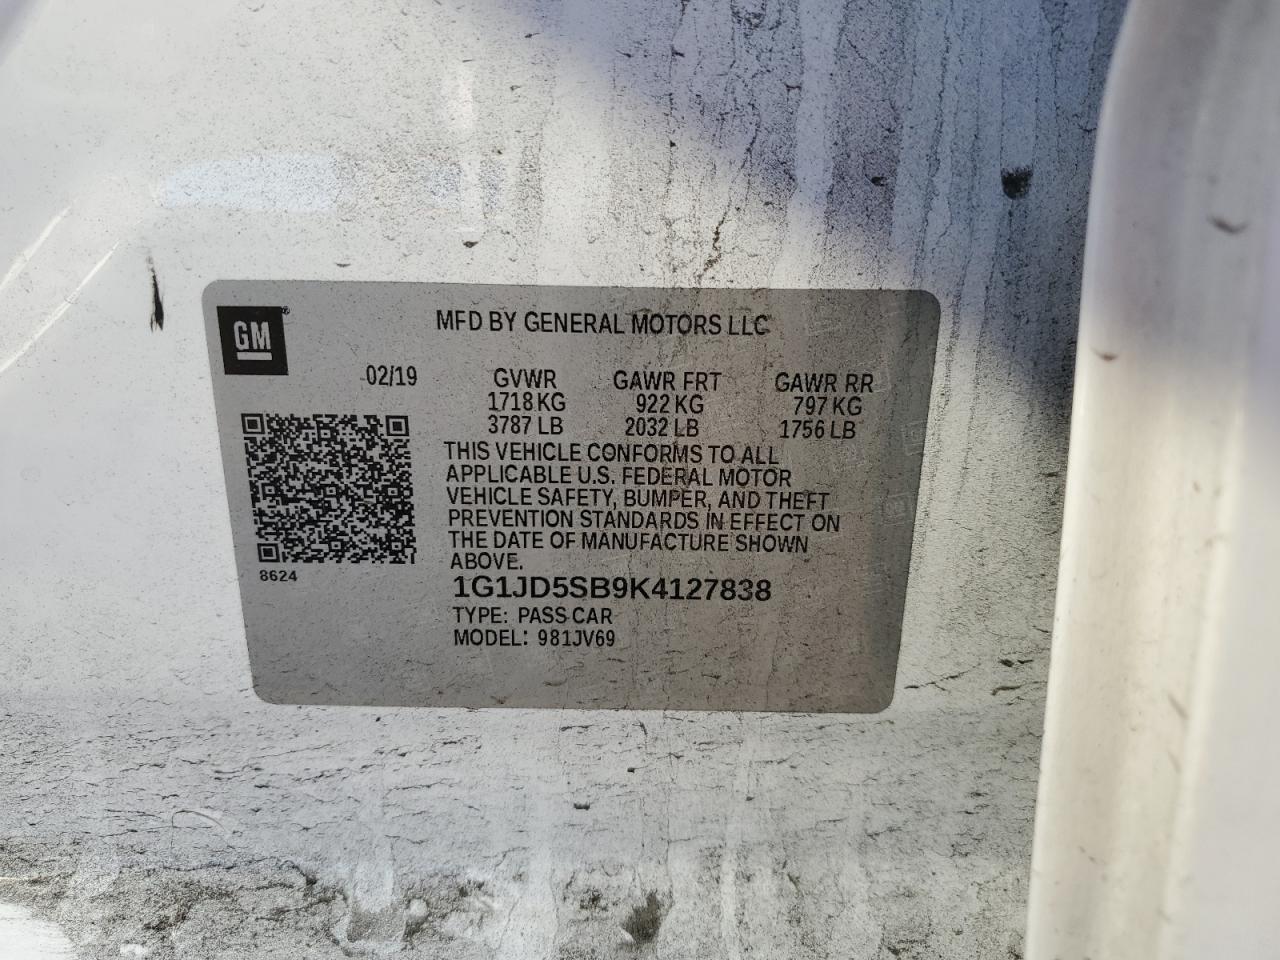 GM
MFD BY GENERAL MOTORS LLC
02/19 GVWR GAWR FRT GAWR RR
1718 KG 922 KG 797 KG
3787 LB 2032 LB 1756 LB
THIS VEHICLE CONFORMS TO ALL
APPLICABLE U.S. FEDERAL MOTOR
VEHICLE SAFETY, BUMPER, AND THEFT
PREVENTION STANDARDS IN EFFECT ON
THE DATE OF MANUFACTURE SHOWN
ABOVE.
8624
1G1JD5SB9K4127838
TYPE: PASS CAR
MODEL: 981JV69